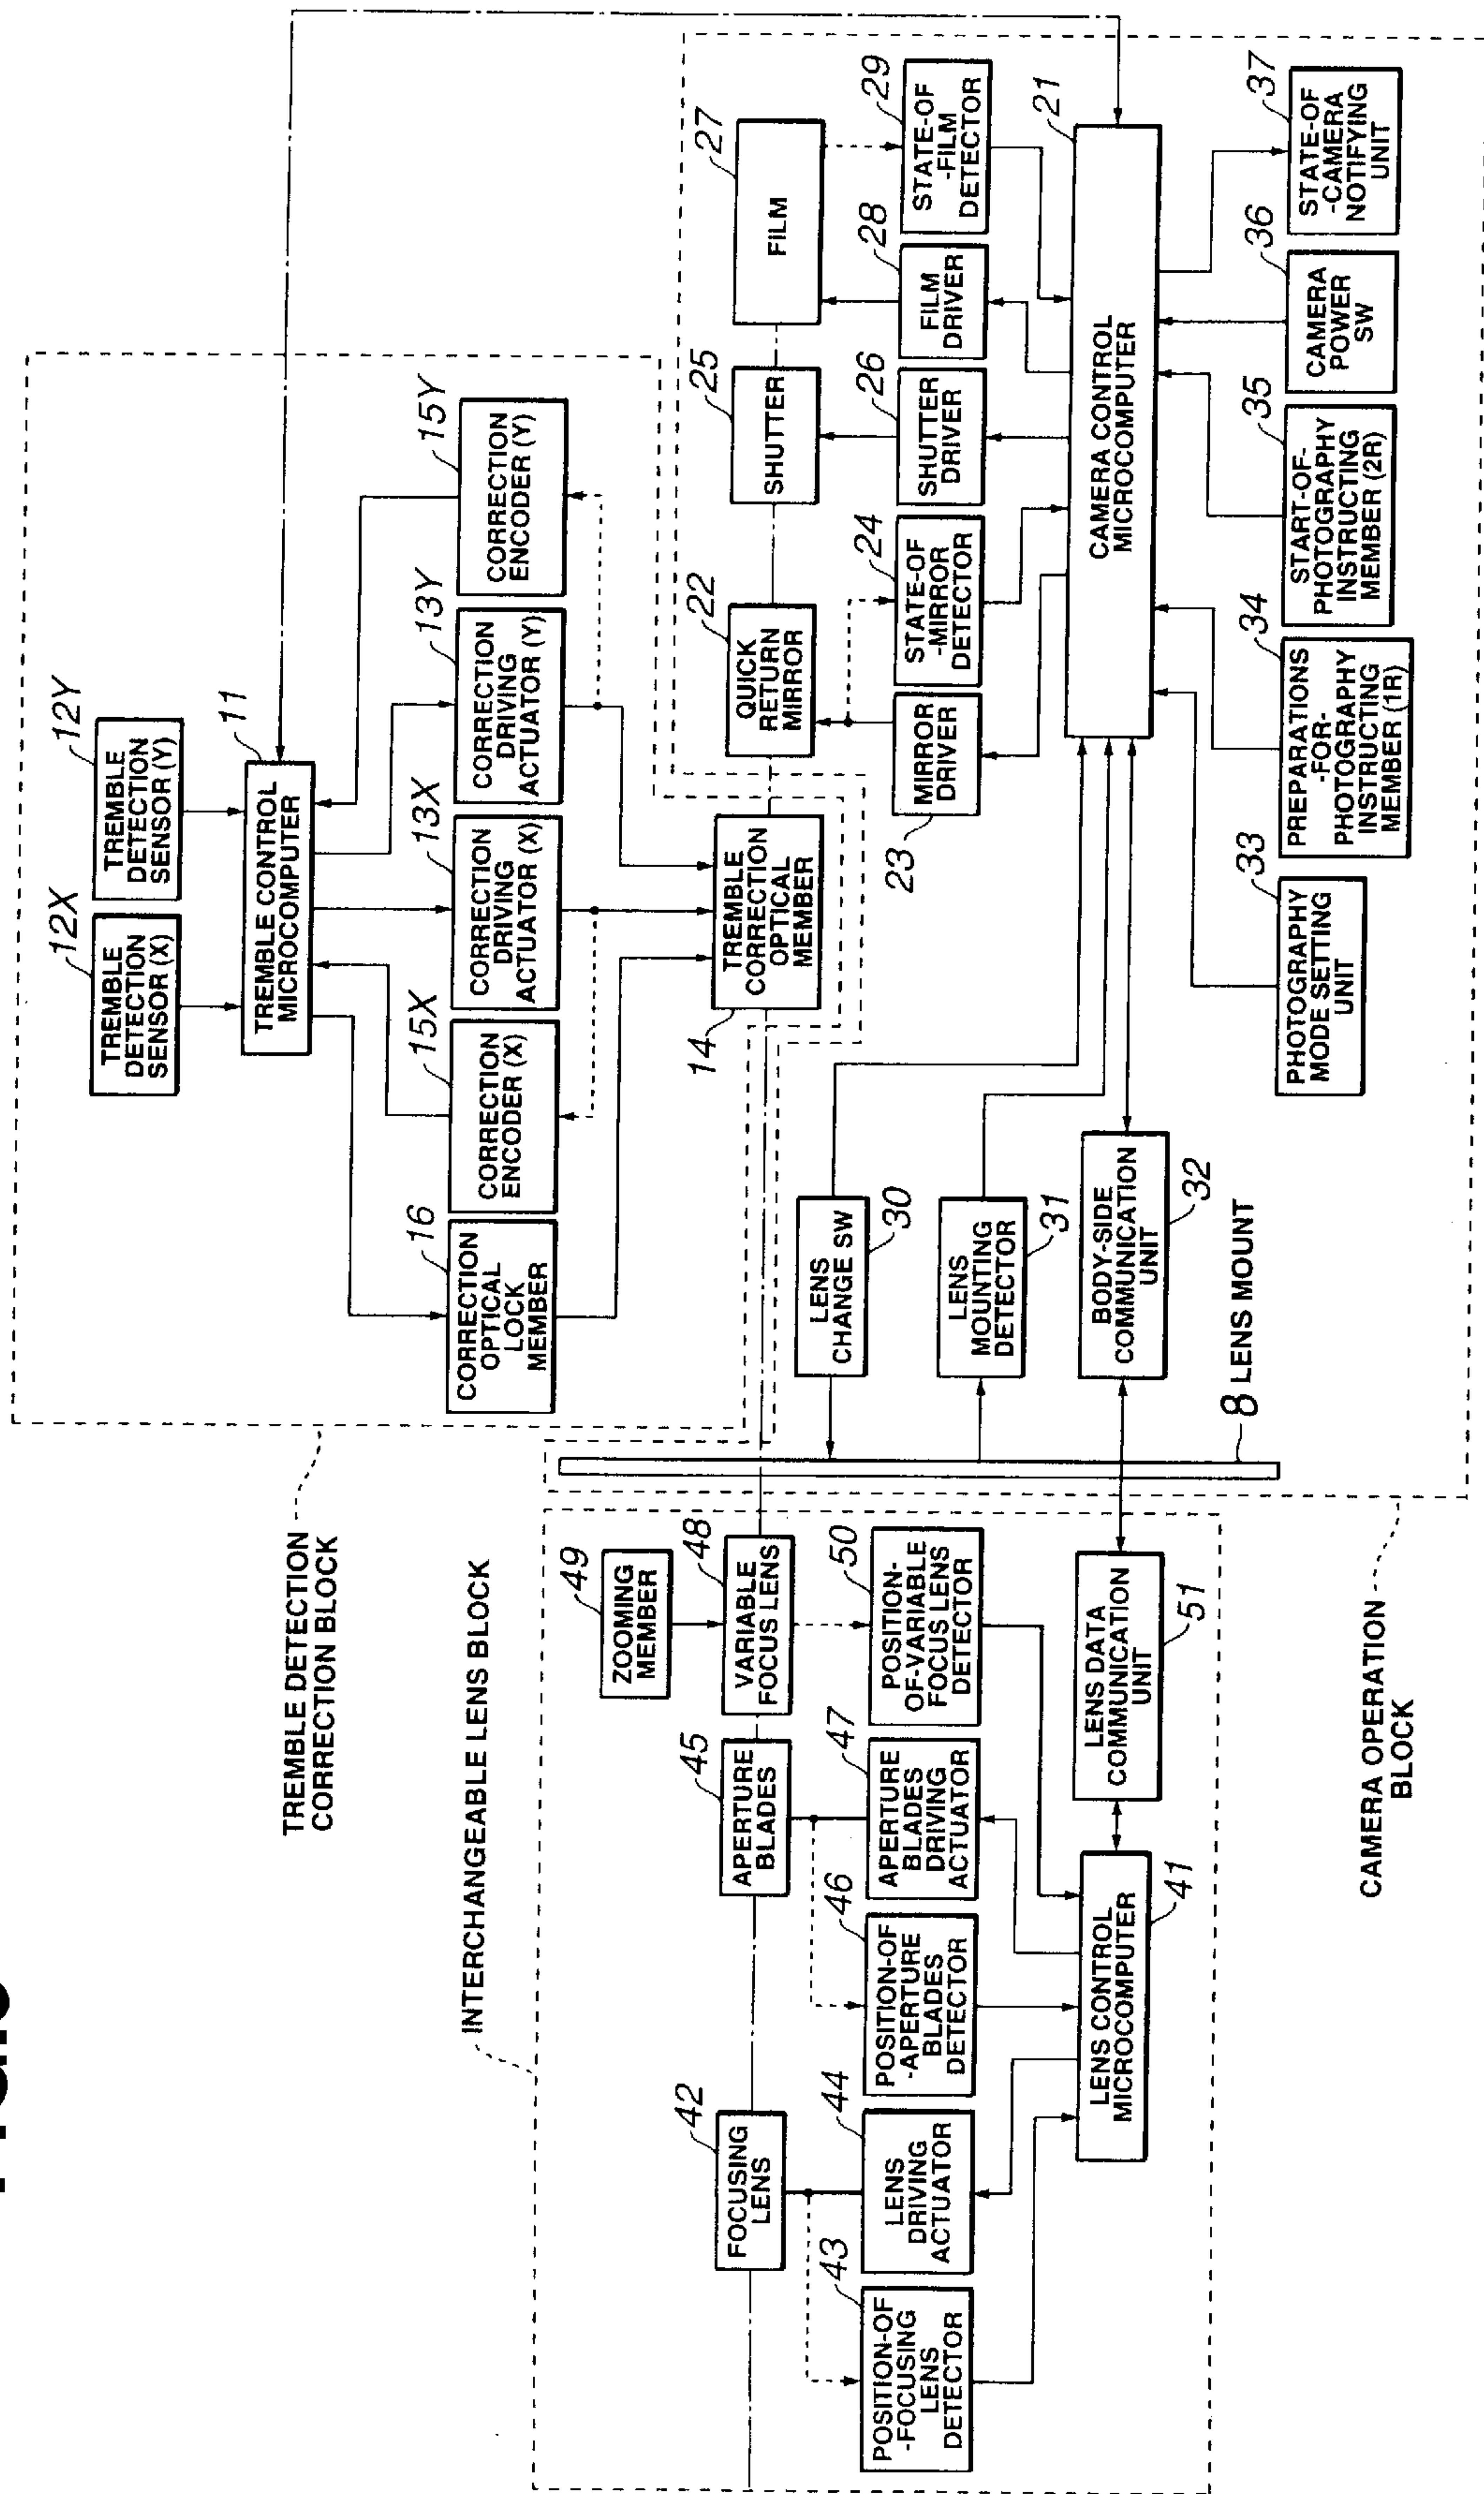 TREMBLE DETECTION
CORRECTION BLOCK
12X
TREMBLE
DETECTION
SENSOR (X)
12Y
TREMBLE
DETECTION
SENSOR (Y)
11
TREMBLE CONTROL
MICROCOMPUTER
16
CORRECTION
OPTICAL
LOCK
MEMBER
15X
CORRECTION
ENCODER (X)
13X
CORRECTION
DRIVING
ACTUATOR (X)
13Y
CORRECTION
DRIVING
ACTUATOR (Y)
15Y
CORRECTION
ENCODER (Y)
14
TREMBLE
CORRECTION
OPTICAL
MEMBER
INTERCHANGEABLE LENS BLOCK
49
ZOOMING
MEMBER
42
FOCUSING
LENS
45
APERTURE
BLADES
48
VARIABLE
FOCUS LENS
43
POSITION-OF
-FOCUSING
LENS
DETECTOR
44
LENS
DRIVING
ACTUATOR
46
POSITION-OF
-APERTURE
BLADES
DETECTOR
47
APERTURE
BLADES
DRIVING
ACTUATOR
50
POSITION-
OF-VARIABLE
FOCUS LENS
DETECTOR
LENS CONTROL
MICROCOMPUTER
41
LENS DATA
COMMUNICATION
UNIT
51
22
QUICK
RETURN
MIRROR
25
SHUTTER
27
FILM
MIRROR
DRIVER
23
24
STATE-OF
-MIRROR
DETECTOR
26
SHUTTER
DRIVER
28
FILM
DRIVER
29
STATE-OF
-FILM
DETECTOR
LENS
CHANGE SW
30
LENS
MOUNTING
DETECTOR
31
BODY-SIDE
COMMUNICATION
UNIT
32
21
CAMERA CONTROL
MICROCOMPUTER
8 LENS MOUNT
33
PHOTOGRAPHY
MODE SETTING
UNIT
34
PREPARATIONS
-FOR-
PHOTOGRAPHY
INSTRUCTING
MEMBER (1R)
35
START-OF-
PHOTOGRAPHY
INSTRUCTING
MEMBER (2R)
36
CAMERA
POWER
SW
37
STATE-OF
-CAMERA
NOTIFYING
UNIT
CAMERA OPERATION
BLOCK